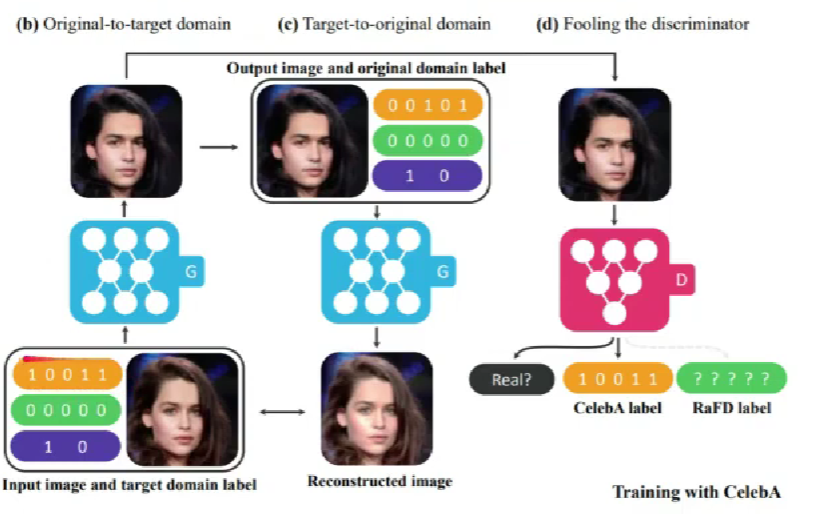 (b) Original-to-target domain
(c) Target-to-original domain
(d) Fooling the discriminator
Output image and original domain label
0 0 1 0 1
0 0 0 0 0
1 0
G
G
D
1 0 0 1 1
0 0 0 0 0
1 0
Input image and target domain label
Reconstructed image
Real?
1 0 0 1 1
? ? ? ? ?
CelebA label
RaFD label
Training with CelebA